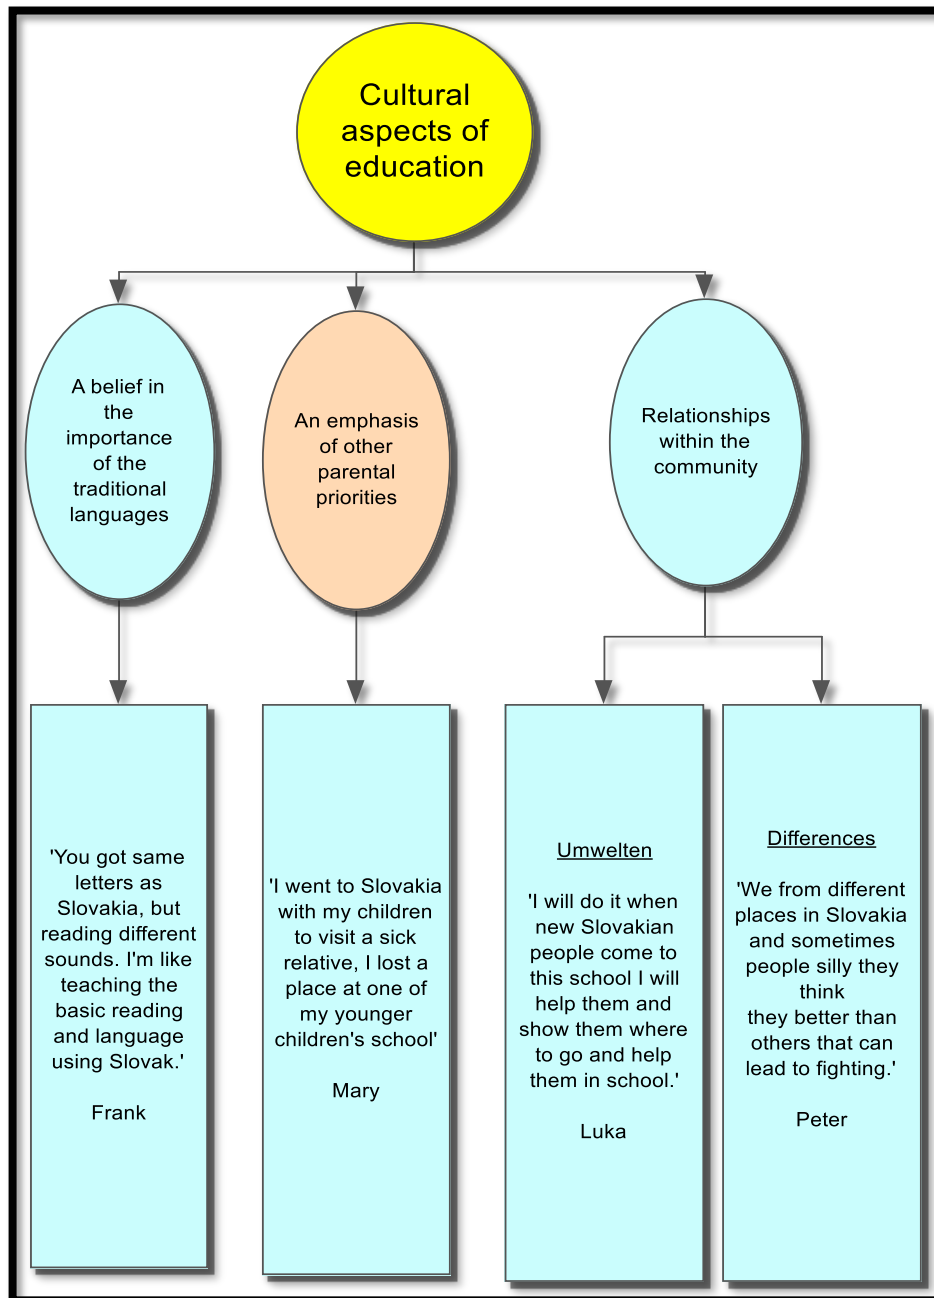 Cultural
aspects of
education
A belief in
the
importance
of the
traditional
languages
An emphasis
of other
parental
priorities
Relationships
within the
community
'You got same
letters as
Slovakia, but
reading different
sounds. I'm like
teaching the
basic reading
and language
using Slovak.'
Frank
'I went to Slovakia
with my children
to visit a sick
relative, I lost a
place at one of
my younger
children's school'
Mary
Umwelten
'I will do it when
new Slovakian
people come to
this school I will
help them and
show them where
to go and help
them in school.'
Luka
Differences
'We from different
places in Slovakia
and sometimes
people silly they
think
they better than
others that can
lead to fighting.'
Peter